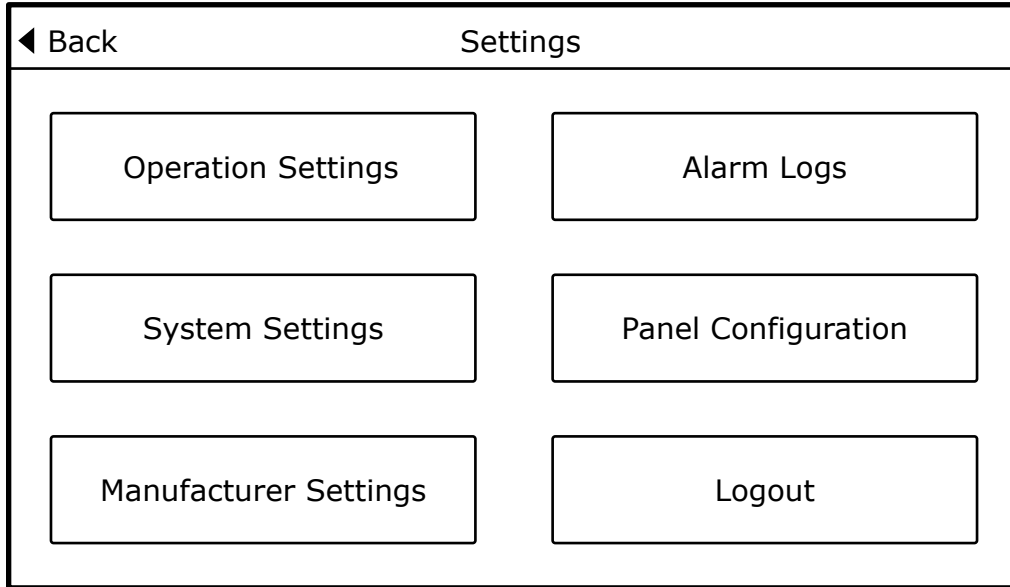 Back
Settings
Operation Settings
Alarm Logs
System Settings
Panel Configuration
Manufacturer Settings
Logout